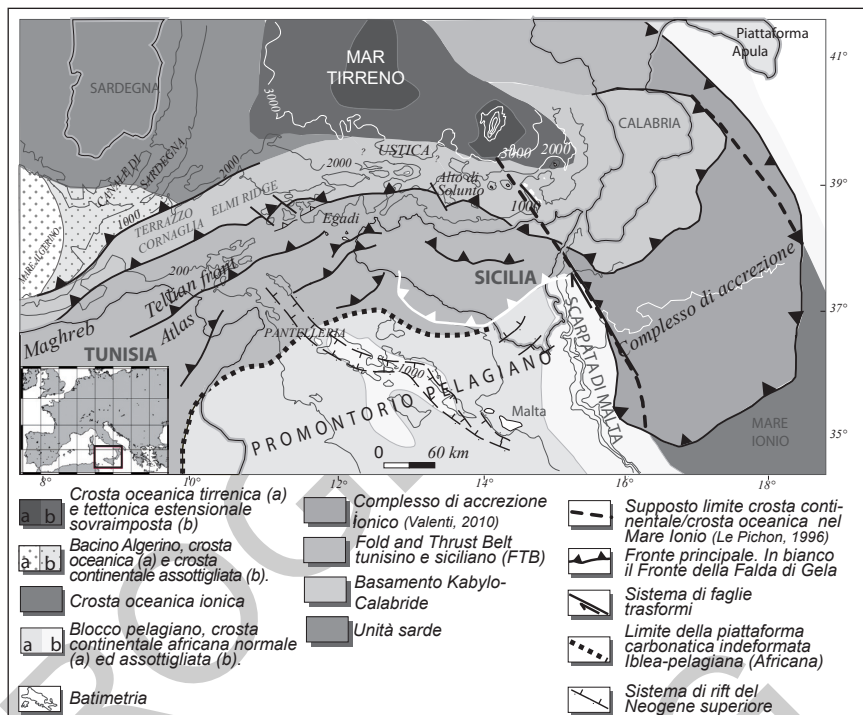 Piattaforma
Apula
41°
MAR
TIRRENO
SARDEGNA
3000
CALABRIA
3000
2000
USTICA
2000
2000
CANALE DI
SARDEGNA
Alto di
Solunto
1000
39°
1000
TERRAZZO
CORNAGLIA
ELMI RIDGE
Egadi
MARE ALGERINO
200
Tellian front
SICILIA
Complesso di accrezione
Maghreb
Atlas
TUNISIA
PANTELLERIA
1000
SCARPATA DI MALTA
37°
PROMONTORIO PELAGIANO
Malta
MARE
IONIO
35°
0 60 km
8° 10° 12° 14° 16° 18°
a b
Crosta oceanica tirrenica (a)
e tettonica estensionale
sovraimposta (b)
a b
Bacino Algerino, crosta
oceanica (a) e crosta
continentale assottigliata (b).
Crosta oceanica ionica
a b
Blocco pelagiano, crosta
continentale africana normale
(a) ed assottigliata (b).
Batimetria
Complesso di accrezione
Ionico (Valenti, 2010)
Fold and Thrust Belt
tunisino e siciliano (FTB)
Basamento Kabylo-
Calabride
Unità sarde
Supposto limite crosta conti-
nentale/crosta oceanica nel
Mare Ionio (Le Pichon, 1996)
Fronte principale. In bianco
il Fronte della Falda di Gela
Sistema di faglie
trasformi
Limite della piattaforma
carbonatica indeformata
Iblea-pelagiana (Africana)
Sistema di rift del
Neogene superiore